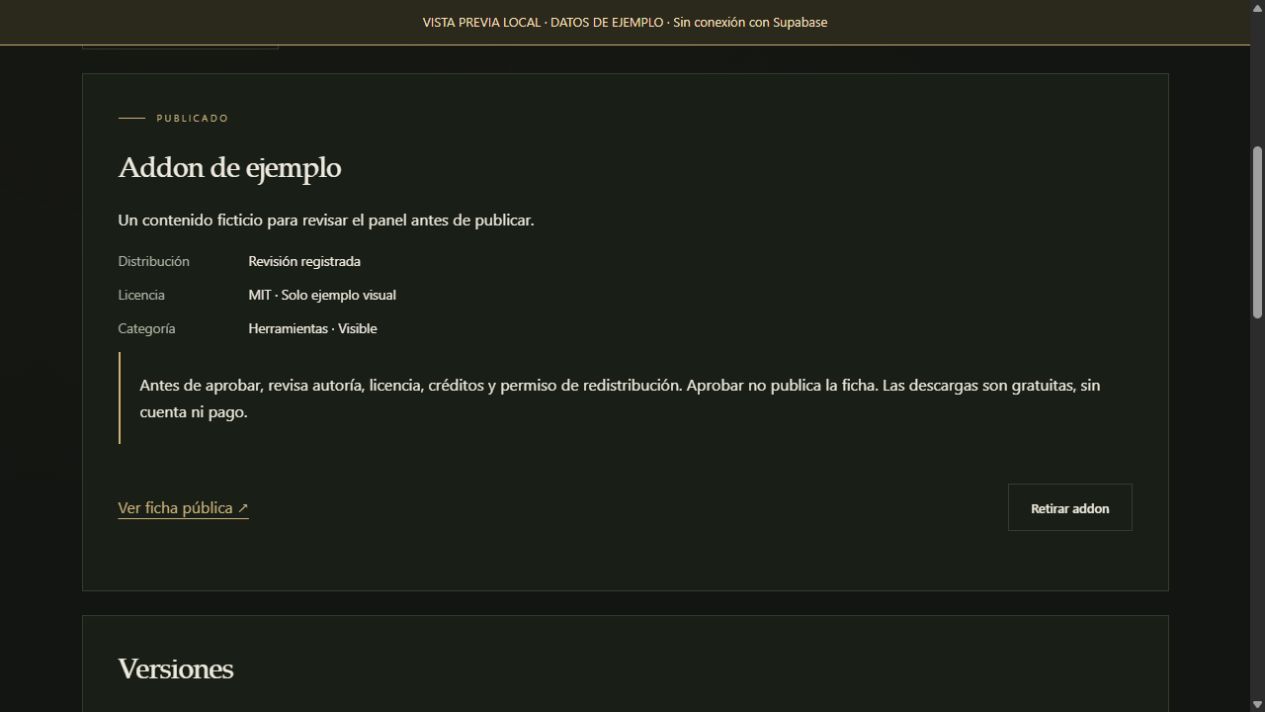 VISTA PREVIA LOCAL · DATOS DE EJEMPLO · Sin conexión con Supabase
PUBLICADO
Addon de ejemplo
Un contenido ficticio para revisar el panel antes de publicar.
Distribución Revisión registrada
Licencia MIT · Solo ejemplo visual
Categoría Herramientas · Visible
Antes de aprobar, revisa autoría, licencia, créditos y permiso de redistribución. Aprobar no publica la ficha. Las descargas son gratuitas, sin
cuenta ni pago.
Ver ficha pública ↗
Retirar addon
Versiones